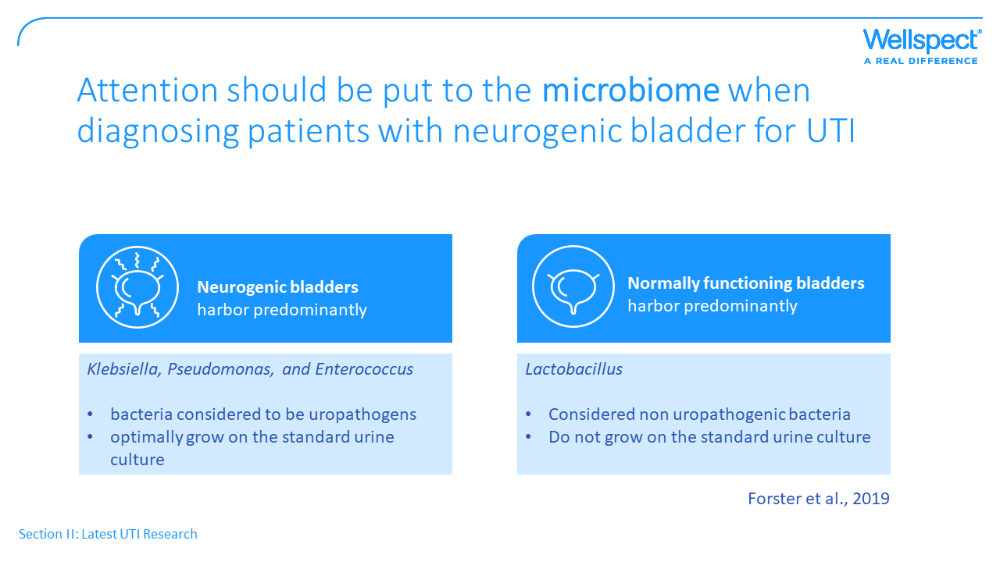 Wellspect®
A REAL DIFFERENCE
Attention should be put to the microbiome when
diagnosing patients with neurogenic bladder for UTI
Neurogenic bladders
harbor predominantly
Klebsiella, Pseudomonas, and Enterococcus
• bacteria considered to be uropathogens
• optimally grow on the standard urine
culture
Normally functioning bladders
harbor predominantly
Lactobacillus
• Considered non uropathogenic bacteria
• Do not grow on the standard urine culture
Forster et al., 2019
Section II: Latest UTI Research